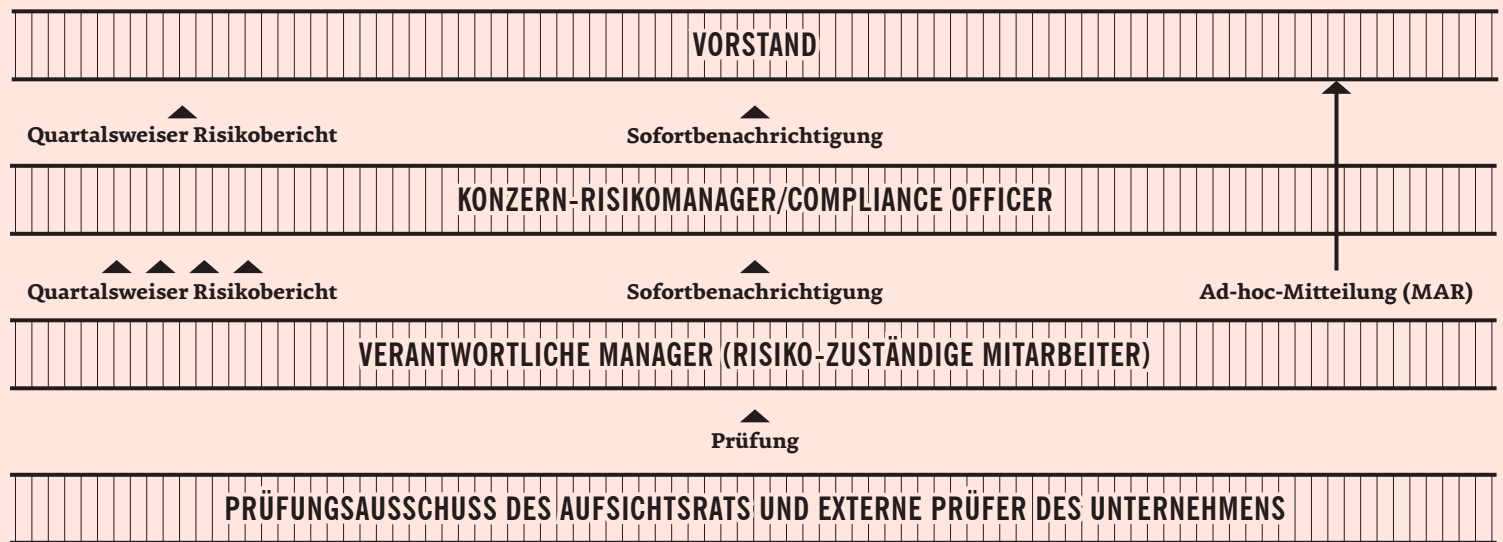 VORSTAND
Quartalsweiser Risikobericht
Sofortbenachrichtigung
KONZERN-RISIKOMANAGER/COMPLIANCE OFFICER
Quartalsweiser Risikobericht
Sofortbenachrichtigung
Ad-hoc-Mitteilung (MAR)
VERANTWORTLICHE MANAGER (RISIKO-ZUSTÄNDIGE MITARBEITER)
Prüfung
PRÜFUNGSAUSSCHUSS DES AUFSICHTSRATS UND EXTERNE PRÜFER DES UNTERNEHMENS